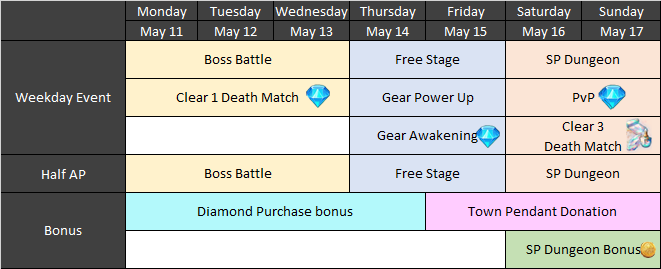 Monday Tuesday Wednesday Thursday Friday Saturday Sunday
May 11 May 12 May 13 May 14 May 15 May 16 May 17
Weekday Event
Boss Battle Free Stage SP Dungeon
Clear 1 Death Match Gear Power Up PvP
Gear Awakening Clear 3
Death Match
Half AP Boss Battle Free Stage SP Dungeon
Bonus
Diamond Purchase bonus Town Pendant Donation
SP Dungeon Bonus